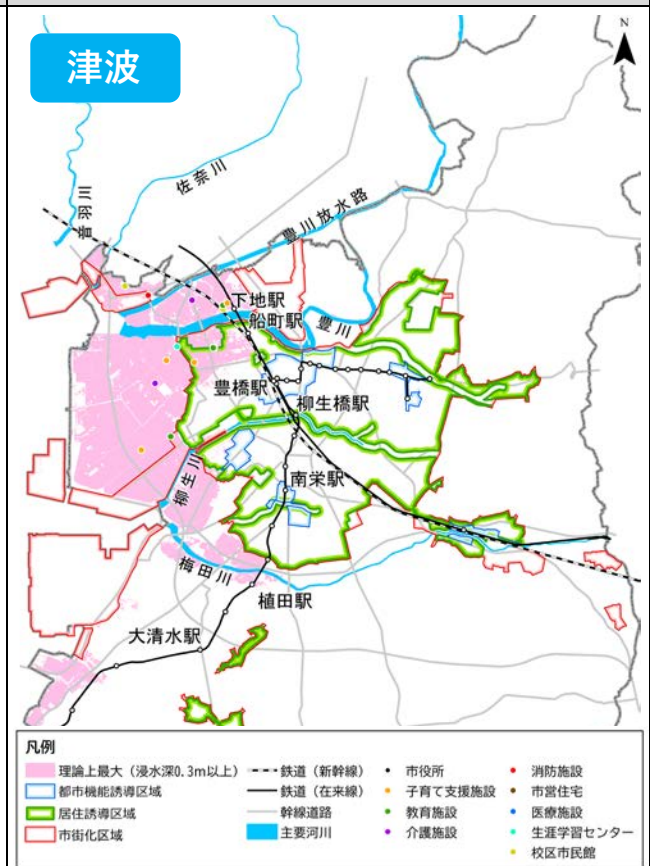 津波
N
佐奈川
音羽川
豊川放水路
下地駅
船町駅
豊川
豊橋駅
柳生橋駅
柳生川
南栄駅
梅田川
植田駅
大清水駅
凡例
理論上最大（浸水深0.3m以上）
都市機能誘導区域
居住誘導区域
市街化区域
鉄道（新幹線）
鉄道（在来線）
幹線道路
主要河川
市役所
子育て支援施設
教育施設
介護施設
消防施設
市営住宅
医療施設
生涯学習センター
校区市民館